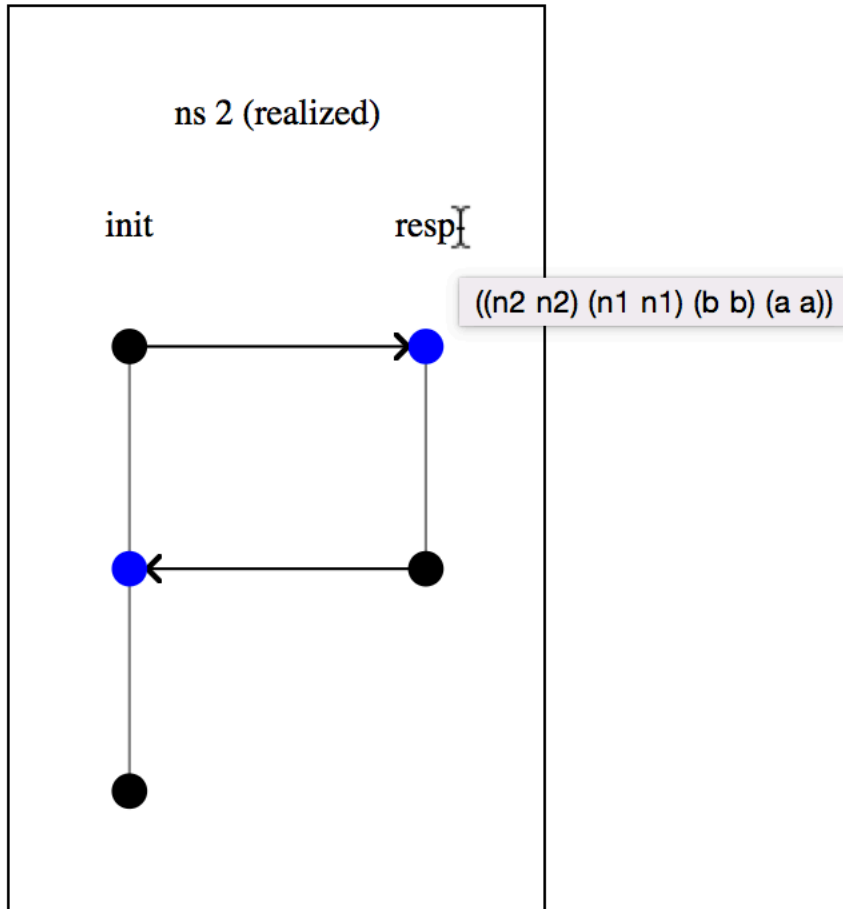 ns 2 (realized)
init resp
((n2 n2) (n1 n1) (b b) (a a))